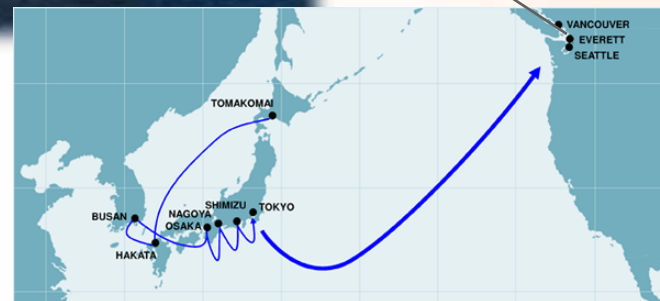 VANCOUVER
EVERETT
SEATTLE
TOMAKOMAI
SHIMIZU
TOKYO
NAGOYA
OSAKA
BUSAN
HAKATA